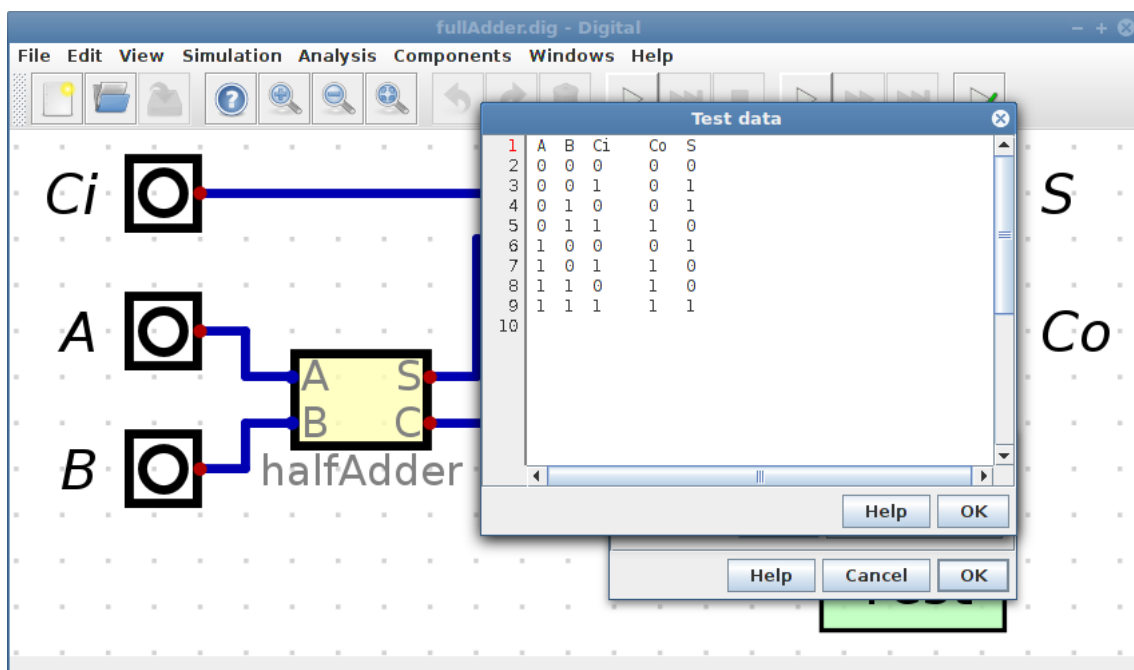 fullAdder.dig - Digital
File Edit View Simulation Analysis Components Windows Help
Test data
1 A B Ci Co S
2 0 0 0 0 0
3 0 0 1 0 1
4 0 1 0 0 1
5 0 1 1 1 0
6 1 0 0 0 1
7 1 0 1 1 0
8 1 1 0 1 0
9 1 1 1 1 1
10
Ci
S
A
Co
A S
B C
B
halfAdder
Help OK
Help Cancel OK
Test